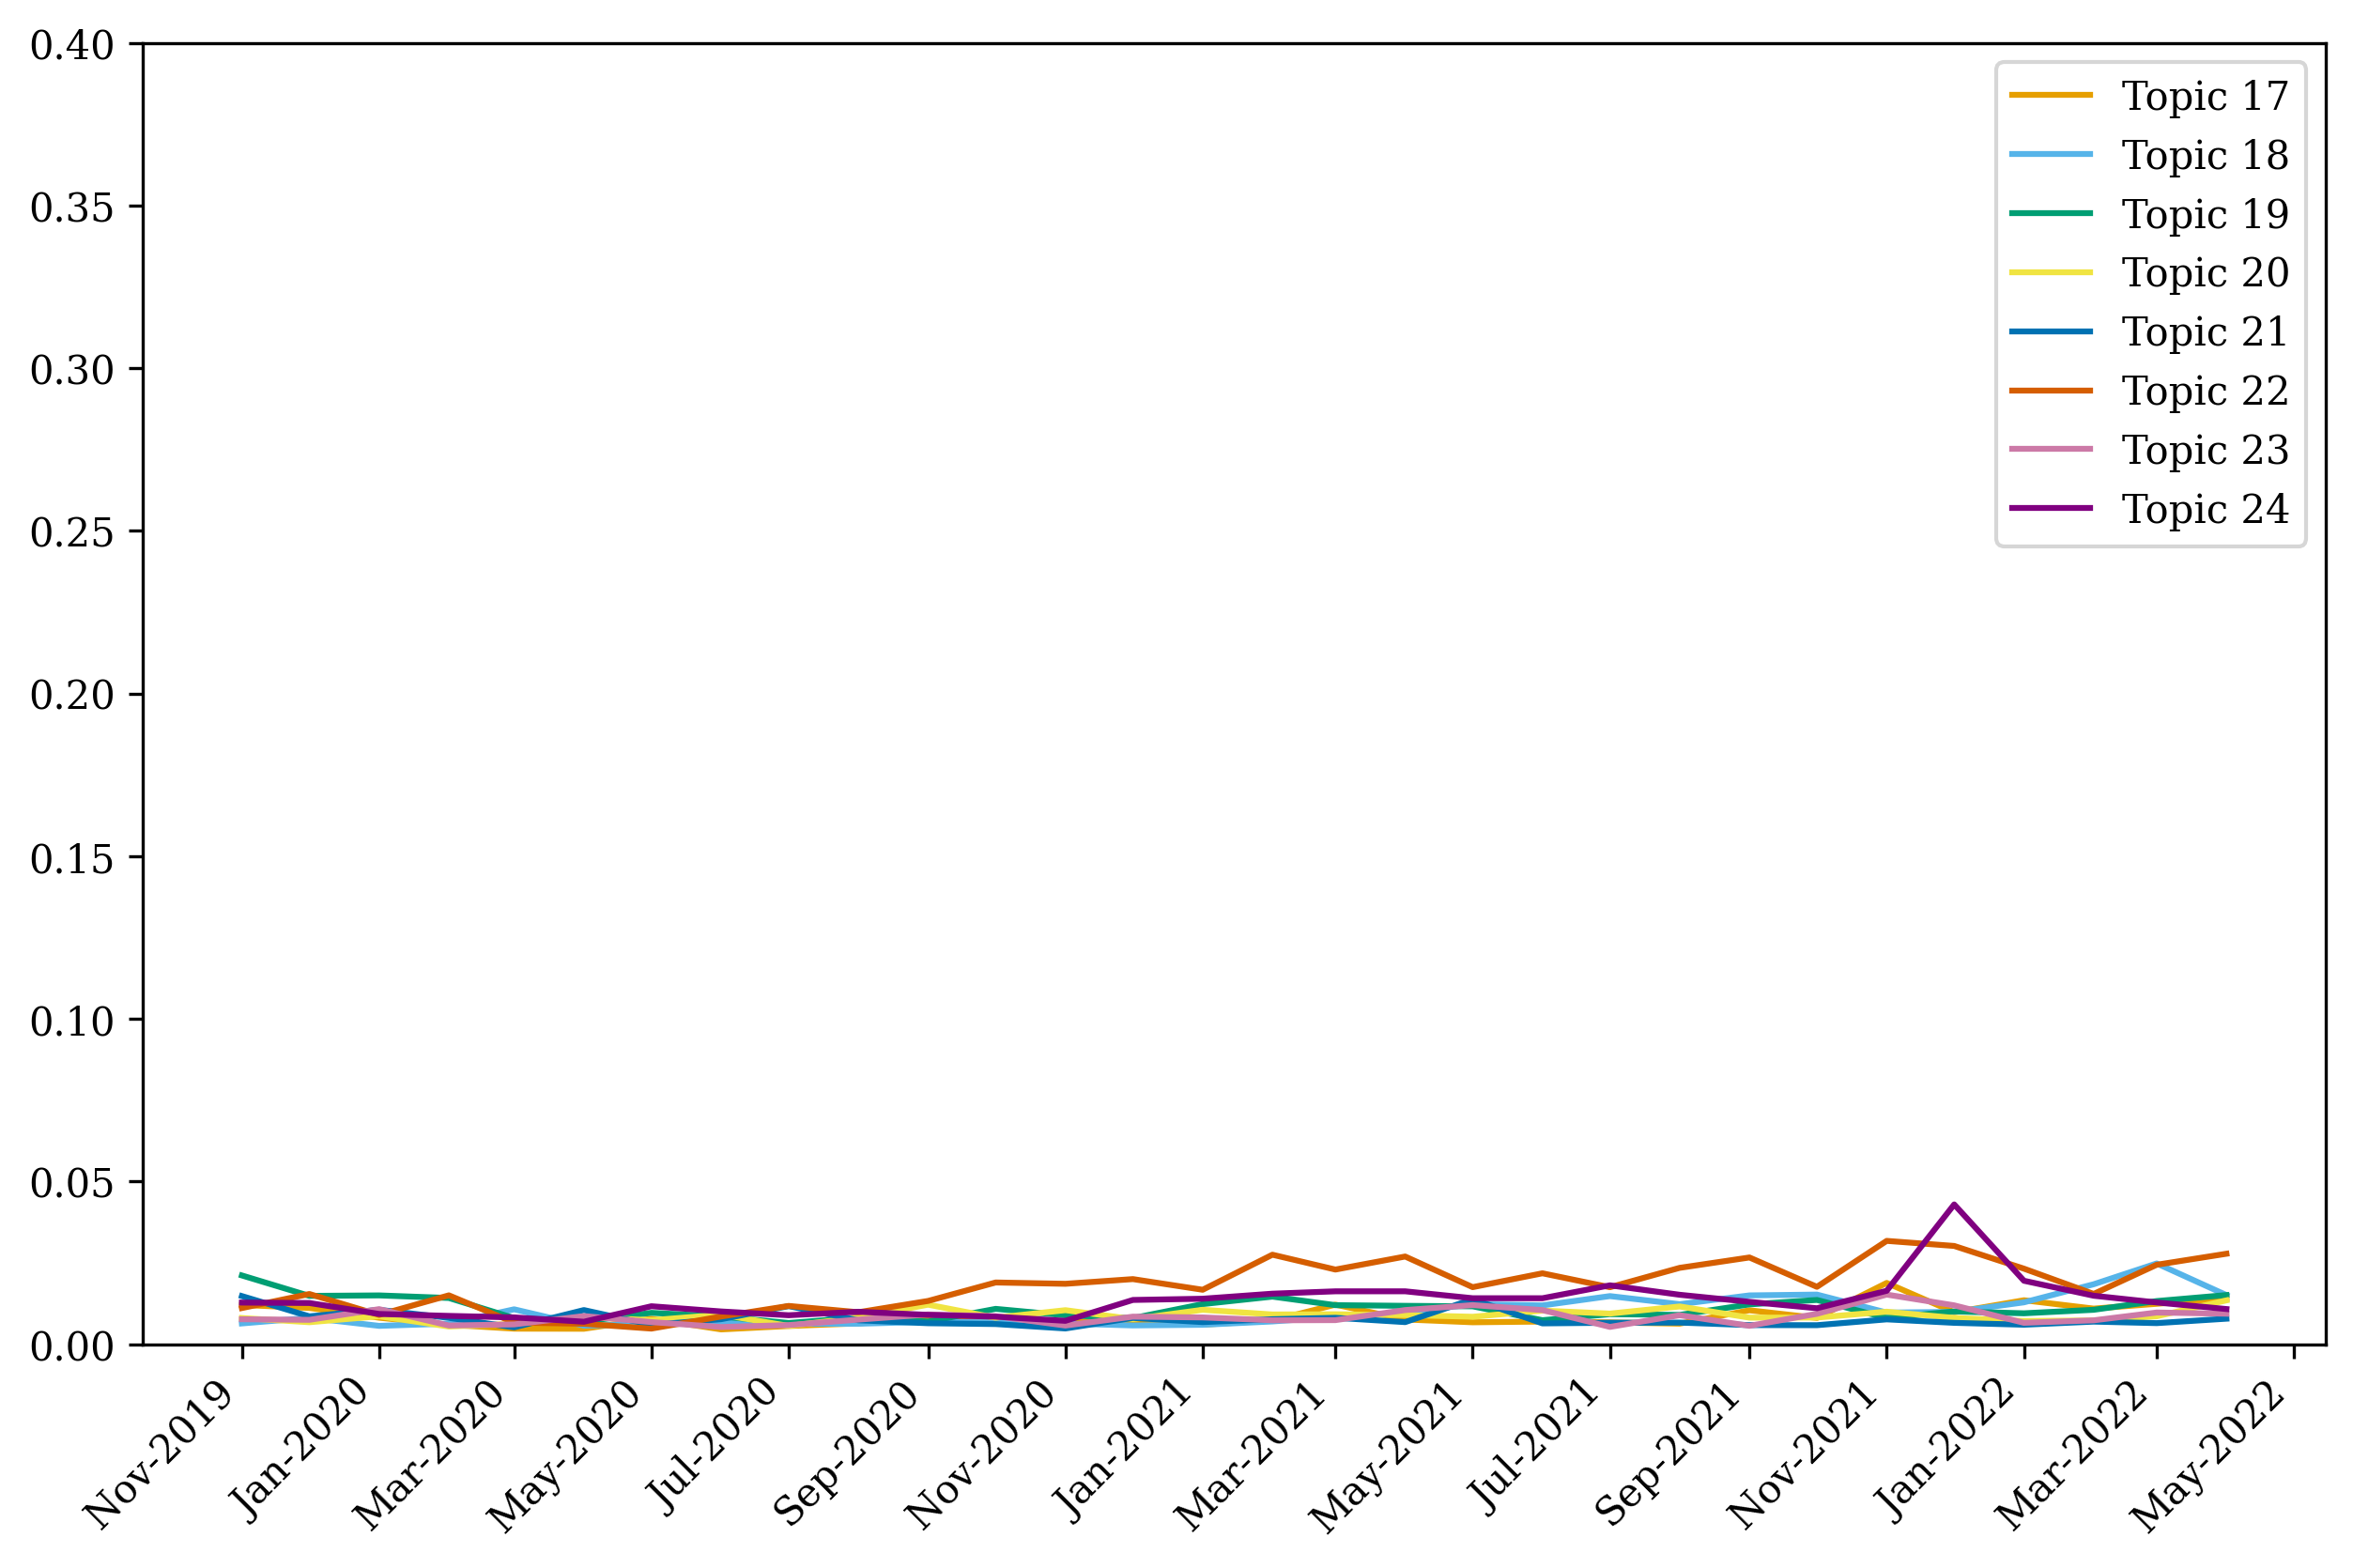 0.40
0.35
0.30
0.25
0.20
0.15
0.10
0.05
0.00
Topic 17
Topic 18
Topic 19
Topic 20
Topic 21
Topic 22
Topic 23
Topic 24
Nov-2019
Jan-2020
Mar-2020
May-2020
Jul-2020
Sep-2020
Nov-2020
Jan-2021
Mar-2021
May-2021
Jul-2021
Sep-2021
Nov-2021
Jan-2022
Mar-2022
May-2022